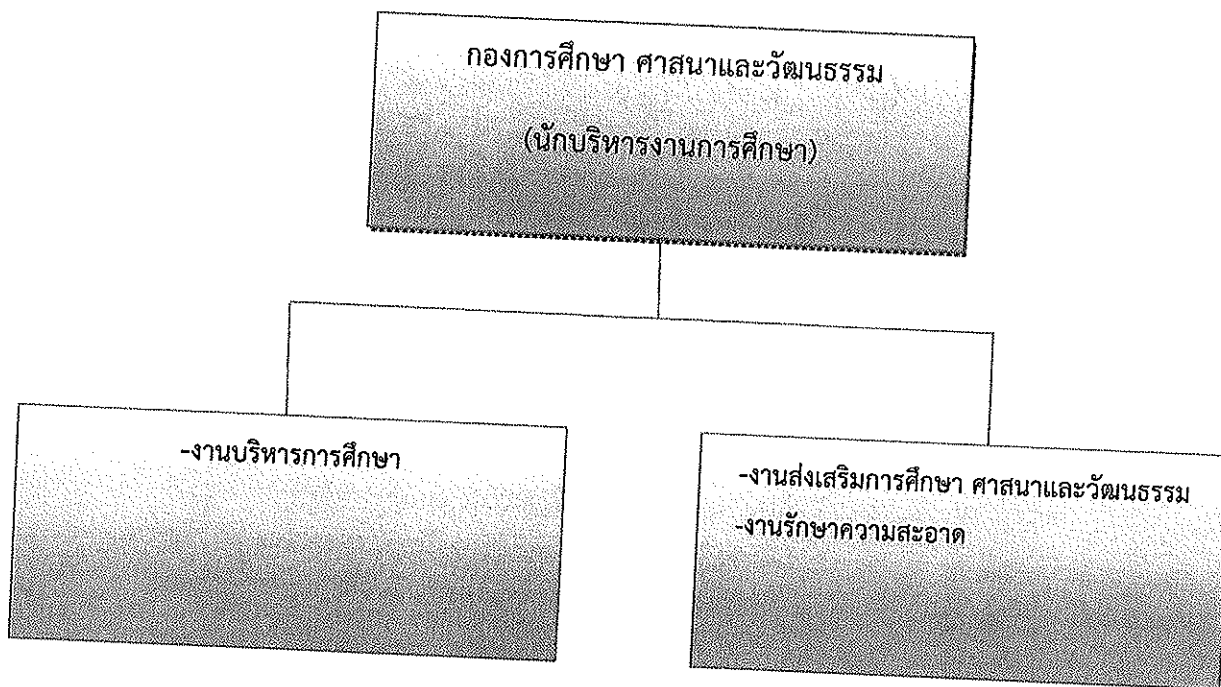 กองการศึกษา ศาสนาและวัฒนธรรม
(นักบริหารงานการศึกษา)
-งานบริหารการศึกษา
-งานส่งเสริมการศึกษา ศาสนาและวัฒนธรรม
-งานรักษาความสะอาด